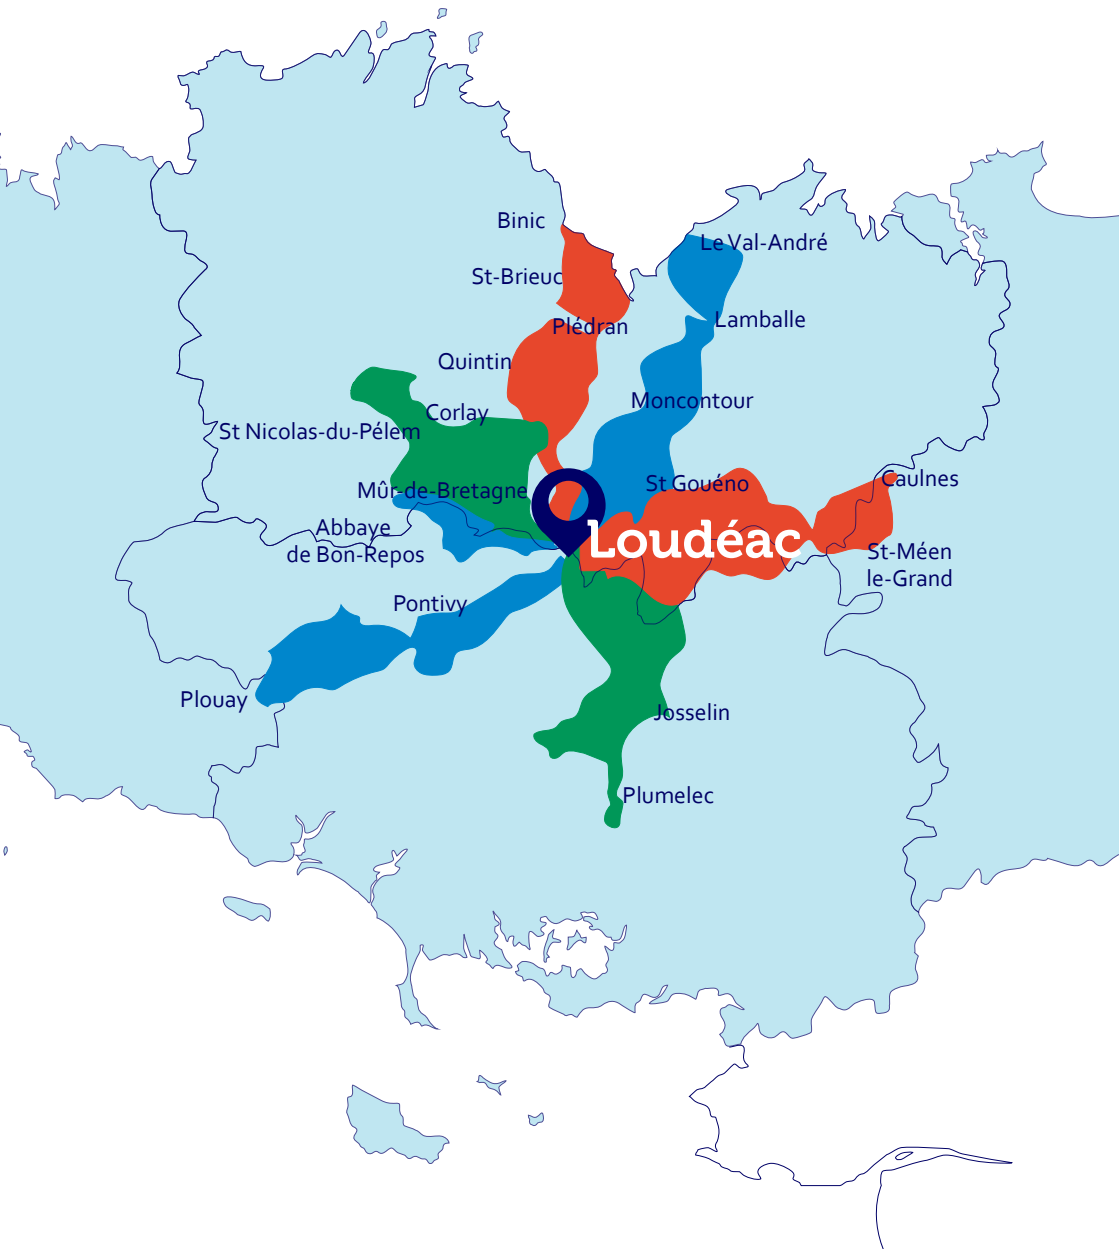 Binic
Le Val-André
St-Brieuc
Lamballe
Plédran
Quintin
Moncontour
Corlay
St Nicolas-du-Pélem
Caulnes
St Gouéno
Mûr-de-Bretagne
Abbaye
de Bon-Repos
Loudéac
St-Méen
le-Grand
Pontivy
Plouay
Josselin
Plumelec